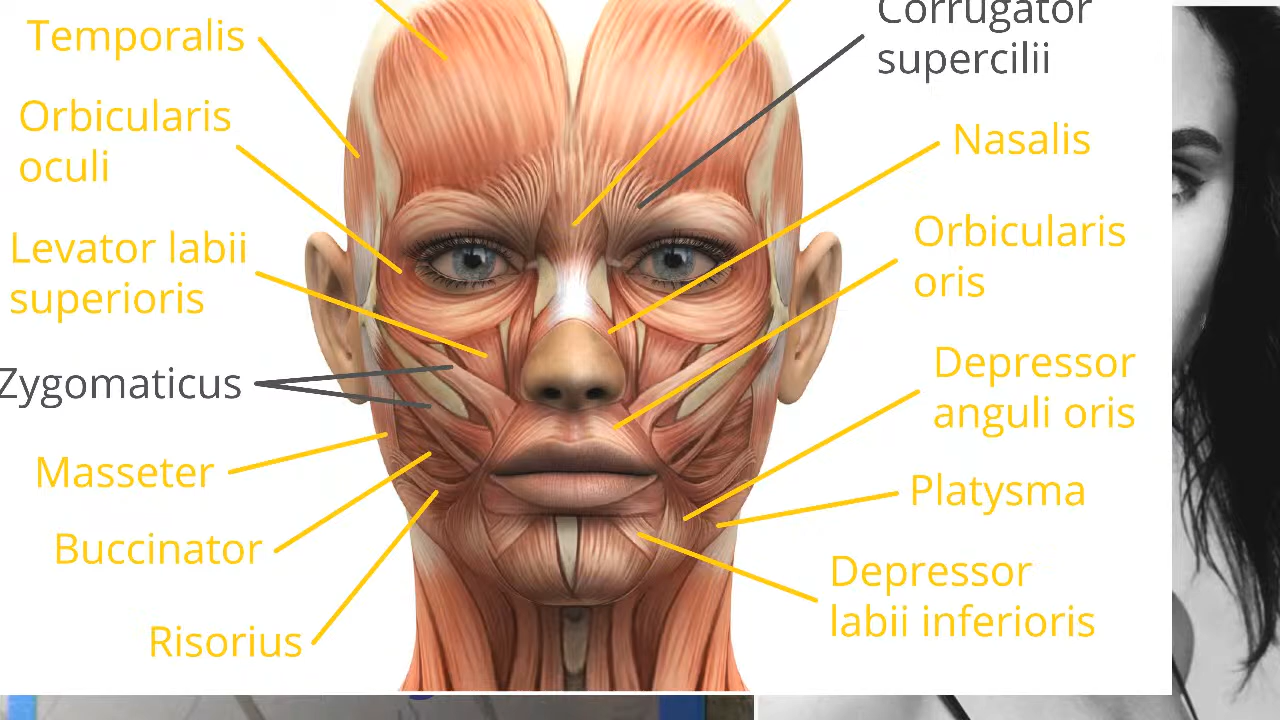 Temporalis
Orbicularis
oculi
Levator labii
superioris
Zygomaticus
Masseter
Buccinator
Risorius
Corrugator
supercilii
Nasalis
Orbicularis
oris
Depressor
anguli oris
Platysma
Depressor
labii inferioris